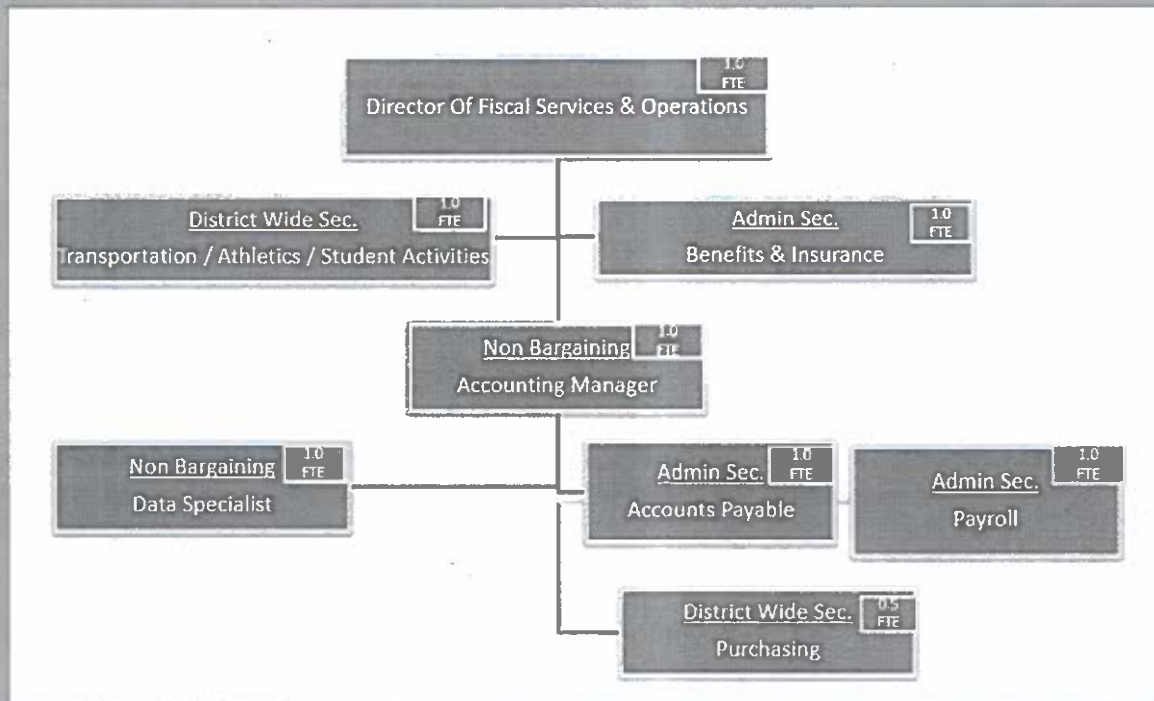 1.0
FTE
Director Of Fiscal Services & Operations
1.0
FTE
District Wide Sec.
Transportation / Athletics / Student Activities
1.0
FTE
Admin Sec.
Benefits & Insurance
1.0
FTE
Non Bargaining
Accounting Manager
1.0
FTE
Non Bargaining
Data Specialist
1.0
FTE
Admin Sec.
Accounts Payable
1.0
FTE
Admin Sec.
Payroll
0.5
FTE
District Wide Sec.
Purchasing